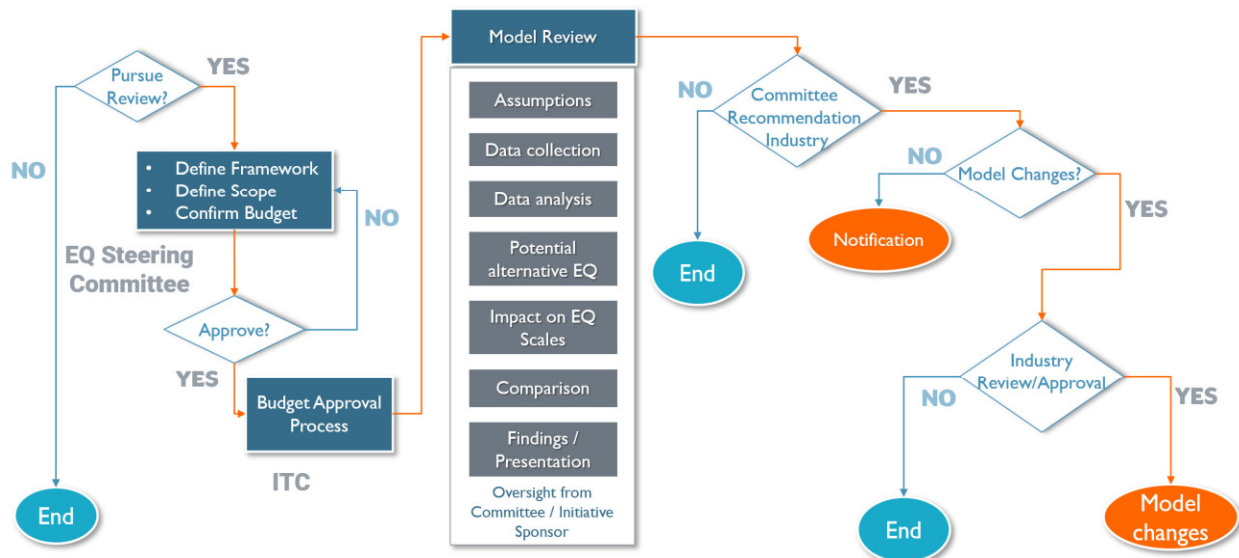 Pursue
Review?
YES
NO
• Define Framework
• Define Scope
• Confirm Budget
NO
EQ Steering
Committee
Approve?
YES
Budget Approval
Process
ITC
End
Model Review
Assumptions
Data collection
Data analysis
Potential
alternative EQ
Impact on EQ
Scales
Comparison
Findings /
Presentation
Oversight from
Committee / Initiative
Sponsor
Committee
Recommendation
Industry
NO
YES
End
Model Changes?
NO
YES
Notification
Industry
Review/Approval
NO
YES
End
Model
changes